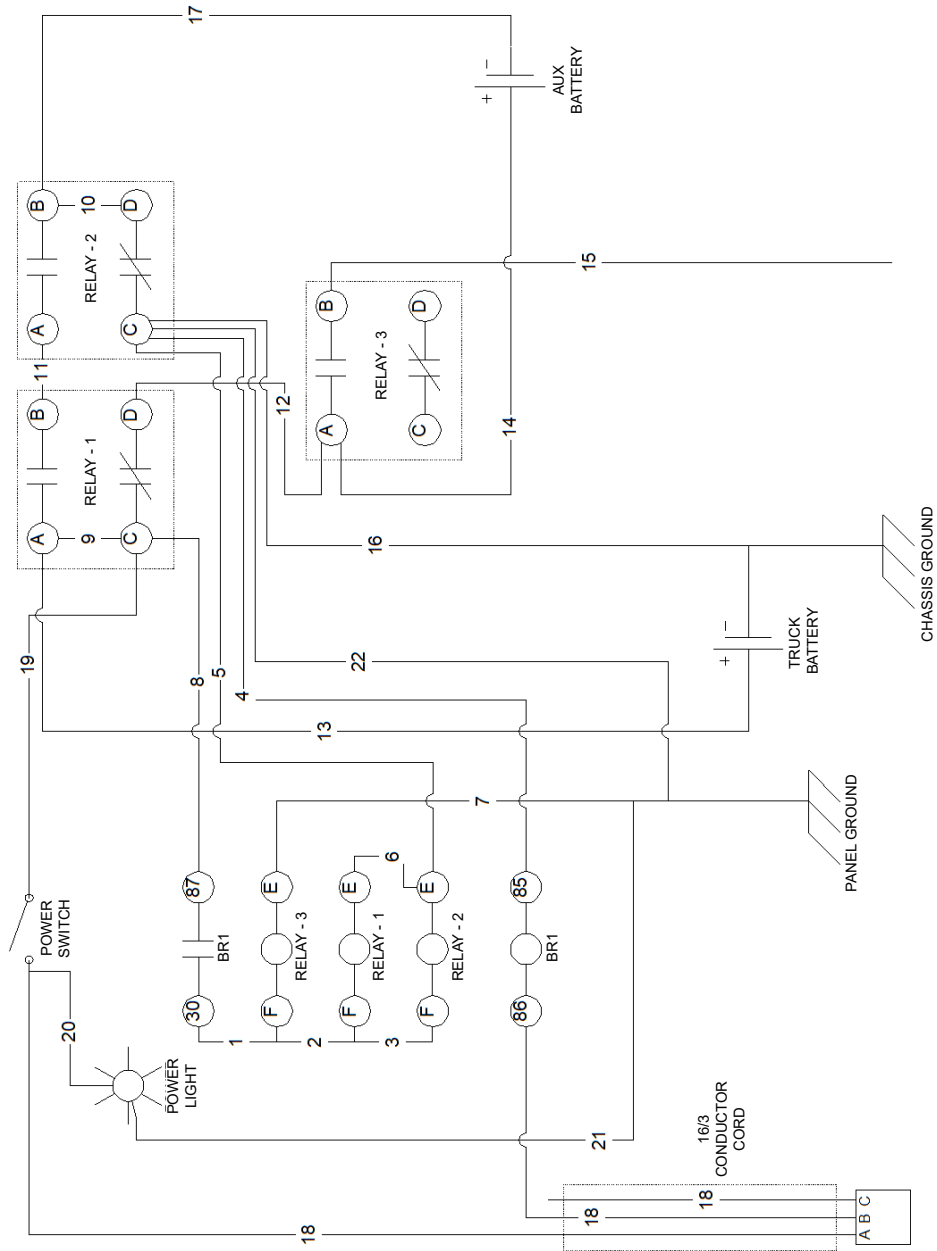 17
AUX
BATTERY
+
-
B
10
D
RELAY - 2
A
C
11
B
D
RELAY - 1
A
9
C
B
D
RELAY - 3
A
C
12
14
15
16
CHASSIS GROUND
+
-
TRUCK
BATTERY
19
8
5
4
22
13
7
PANEL GROUND
POWER
SWITCH
87
BR1
30
E
RELAY - 3
F
E
RELAY - 1
F
6
E
RELAY - 2
F
85
BR1
86
1
2
3
20
POWER
LIGHT
21
16/3
CONDUCTOR
CORD
18
18
18
A B C